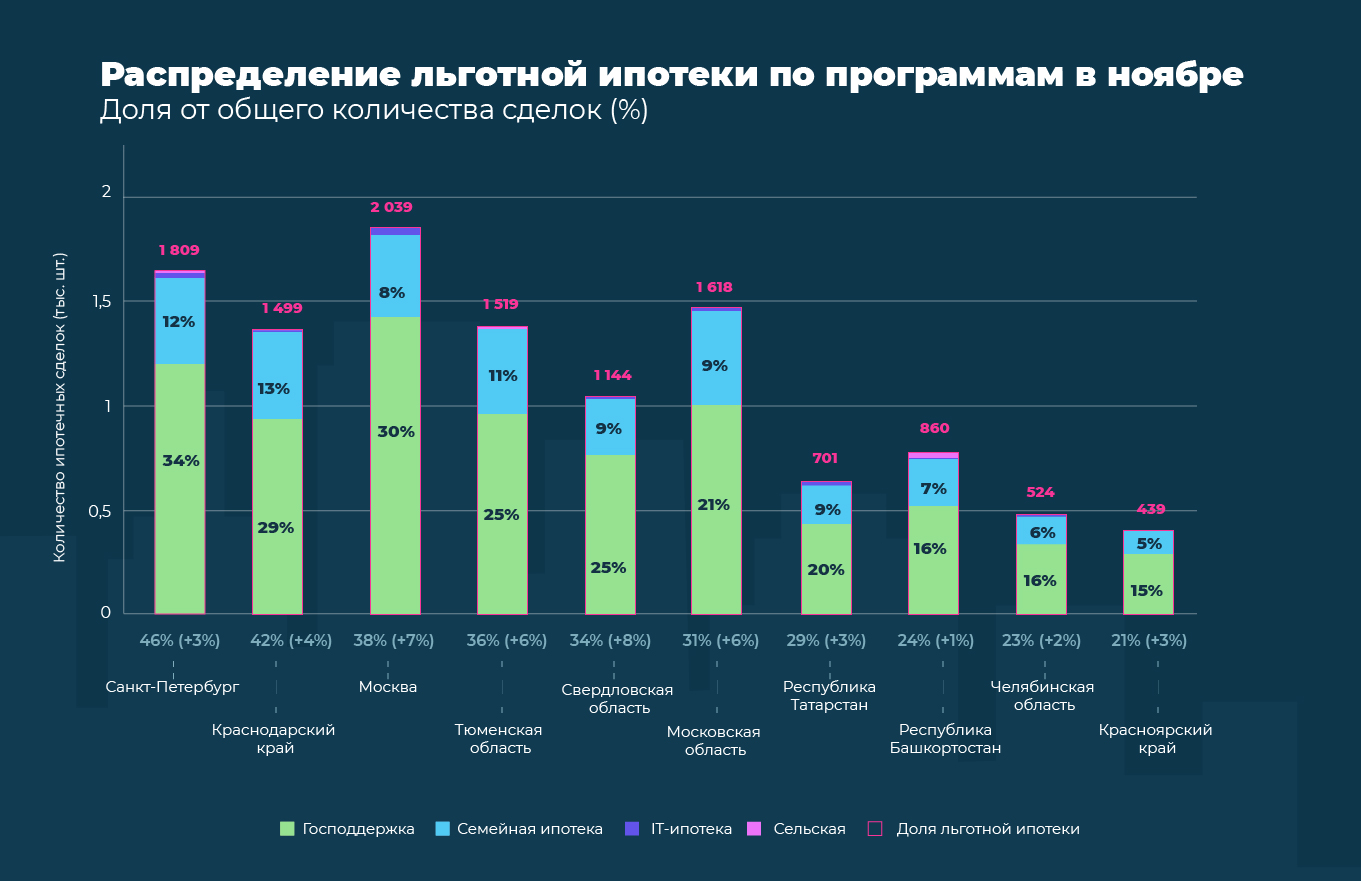 Распределение льготной ипотеки по программам в ноябре
Доля от общего количества сделок (%)
Количество ипотечных сделок (тыс. шт.)
2
1,5
1
0,5
0
1 809
12%
34%
1 499
13%
29%
2 039
8%
30%
1 519
11%
25%
1 144
9%
25%
1 618
9%
21%
701
9%
20%
860
7%
16%
524
6%
16%
439
5%
15%
46% (+3%)
42% (+4%)
38% (+7%)
36% (+6%)
34% (+8%)
31% (+6%)
29% (+3%)
24% (+1%)
23% (+2%)
21% (+3%)
Санкт-Петербург
Краснодарский
край
Москва
Тюменская
область
Свердловская
область
Московская
область
Республика
Татарстан
Республика
Башкортостан
Челябинская
область
Красноярский
край
Господдержка
Семейная ипотека
IT-ипотека
Сельская
Доля льготной ипотеки